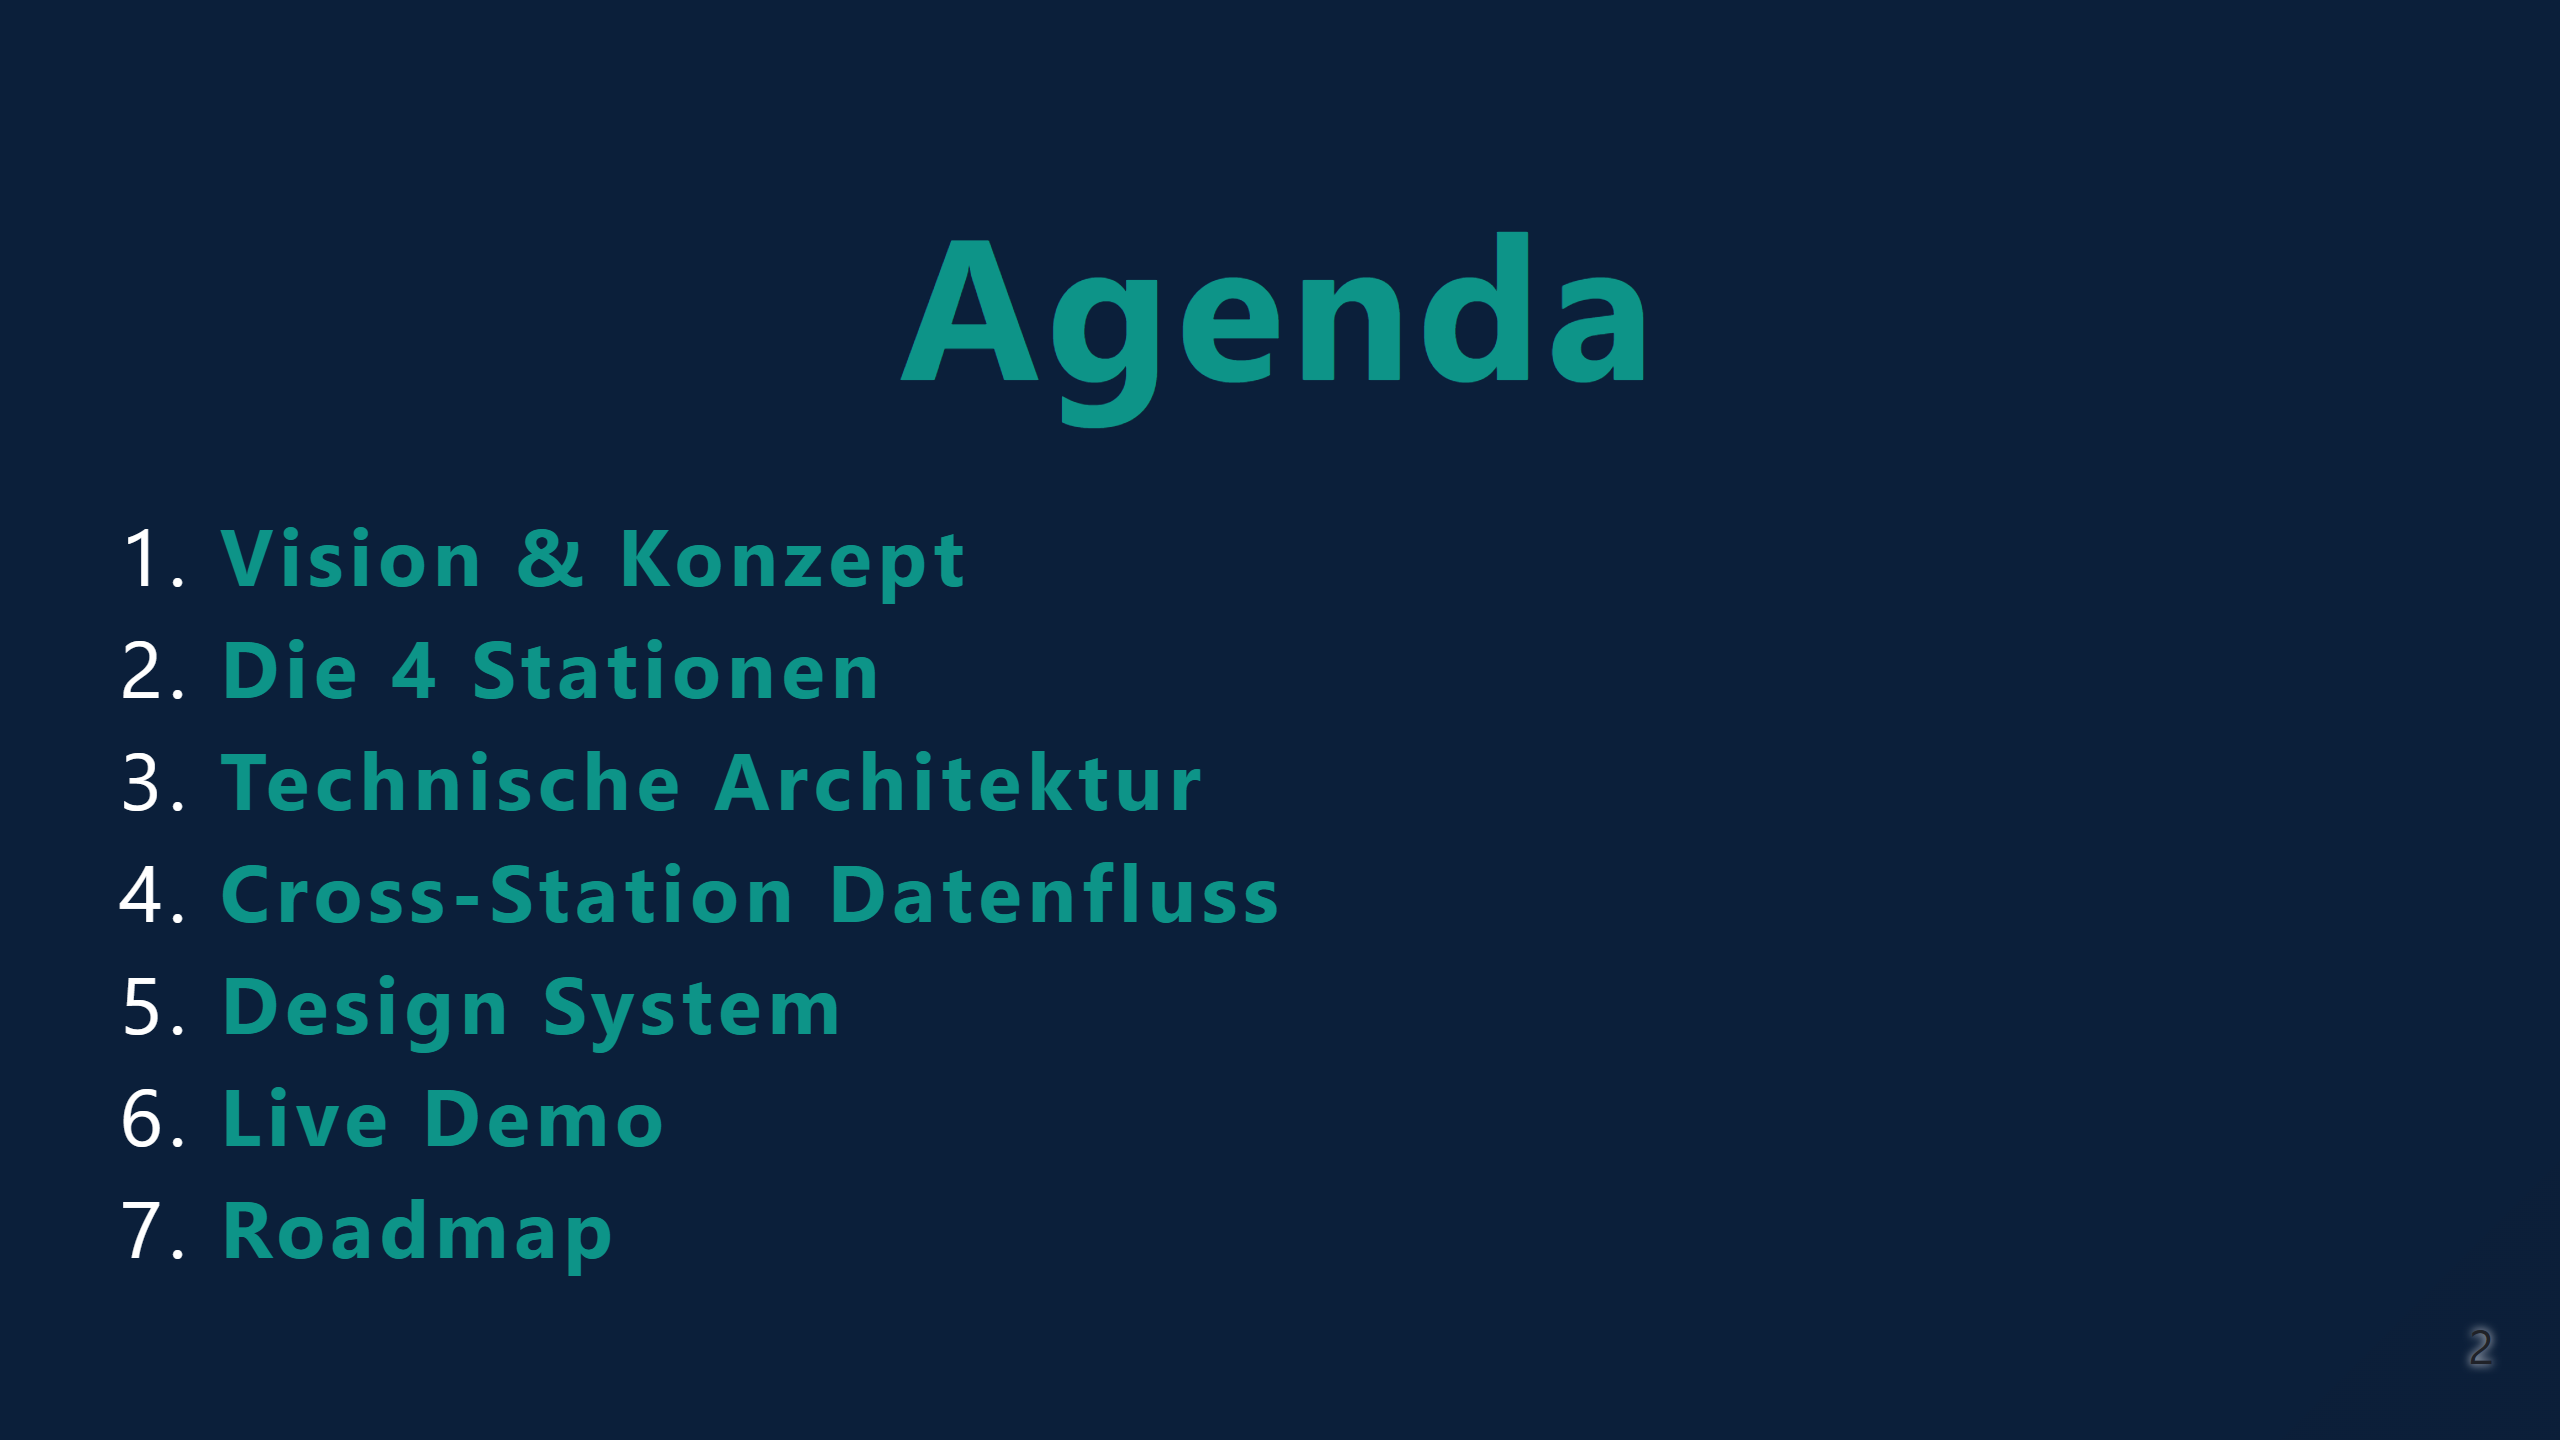 Agenda
1. Vision & Konzept
2. Die 4 Stationen
3. Technische Architektur
4. Cross-Station Datenfluss
5. Design System
6. Live Demo
7. Roadmap
2